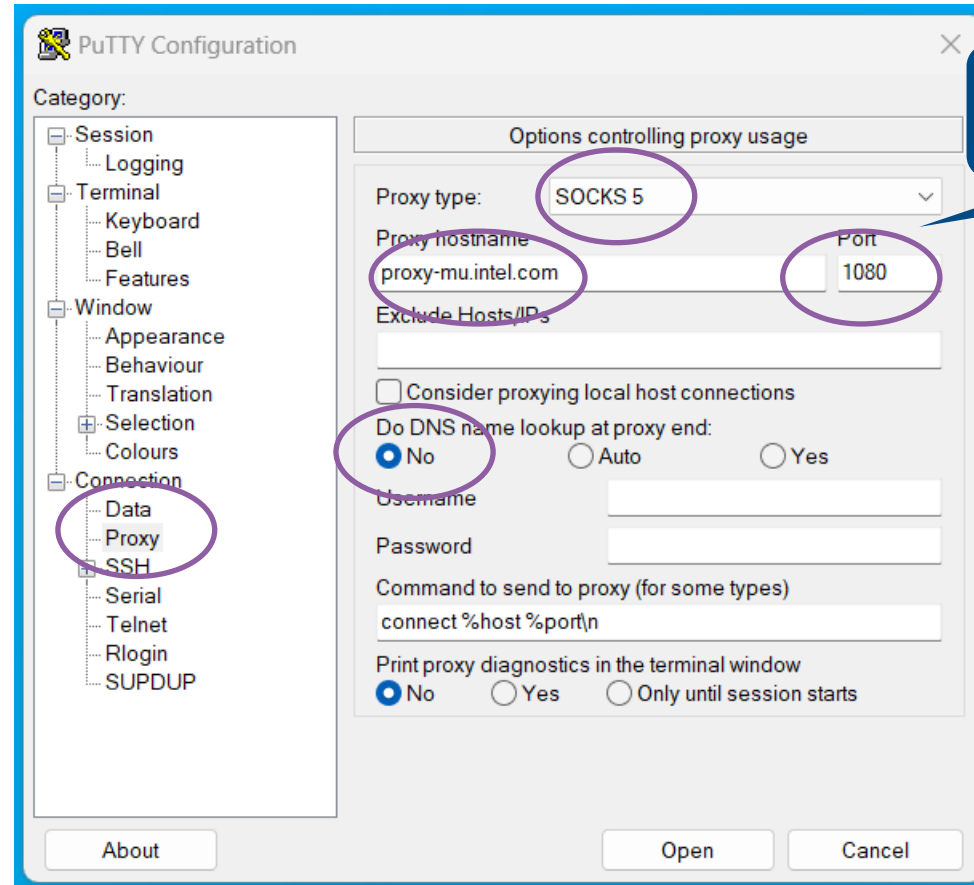 PuTTY Configuration
Category:
Session
Logging
Terminal
Keyboard
Bell
Features
Window
Appearance
Behaviour
Translation
Selection
Colours
Connection
Data
Proxy
SSH
Serial
Telnet
Rlogin
SUPDUP
Options controlling proxy usage
Proxy type: SOCKS 5
Proxy hostname Port
proxy-mu.intel.com 1080
Exclude Hosts/IPs
Consider proxying local host connections
Do DNS name lookup at proxy end:
No Auto Yes
Username
Password
Command to send to proxy (for some types)
connect %host %port\n
Print proxy diagnostics in the terminal window
No Yes Only until session starts
About Open Cancel